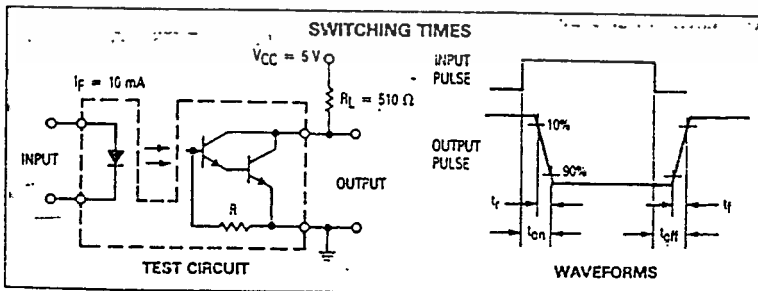 SWITCHING TIMES
VCC = 5 V
IF = 10 mA
RL = 510 Ω
INPUT
OUTPUT
R
TEST CIRCUIT
INPUT
PULSE
OUTPUT
PULSE
10%
90%
tr
tf
ton
toff
WAVEFORMS